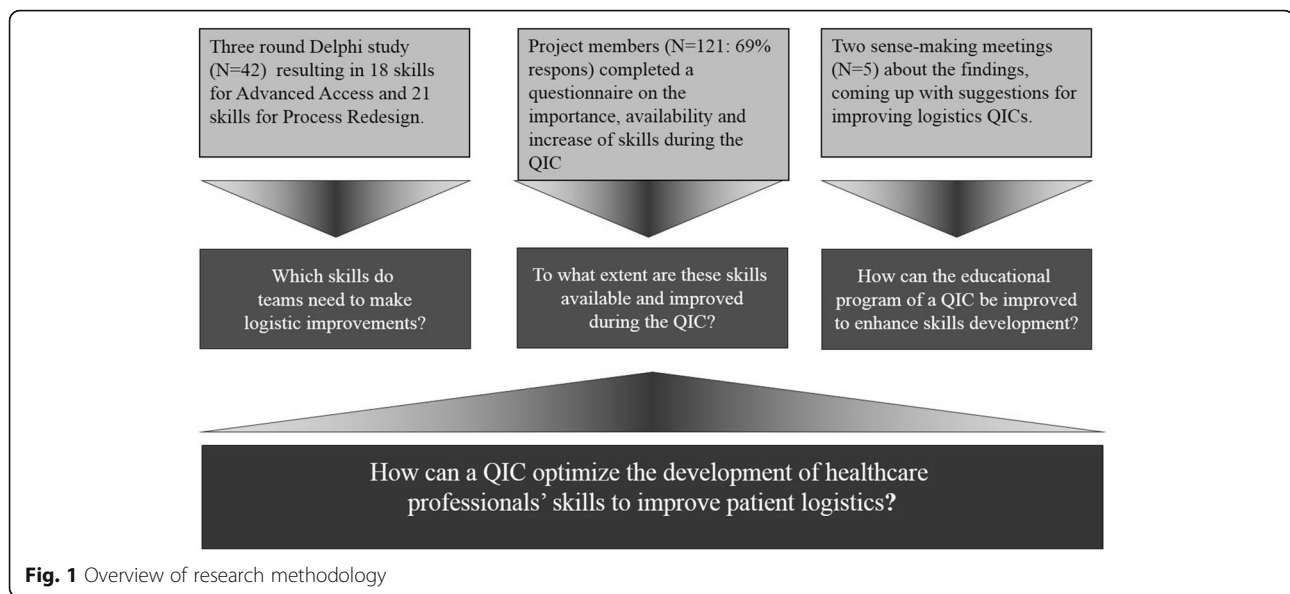 Three round Delphi study
(N=42) resulting in 18 skills
for Advanced Access and 21
skills for Process Redesign.
Project members (N=121: 69%
respons) completed a
questionnaire on the
importance, availability and
increase of skills during the
QIC
Two sense-making meetings
(N=5) about the findings,
coming up with suggestions for
improving logistics QICs.
Which skills do
teams need to make
logistic improvements?
To what extent are these skills
available and improved
during the QIC?
How can the educational
program of a QIC be improved
to enhance skills development?
How can a QIC optimize the development of healthcare
professionals’ skills to improve patient logistics?
Fig. 1 Overview of research methodology